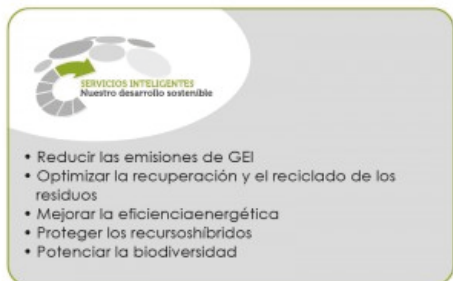 SERVICIOS INTELIGENTES
Nuestro desarrollo sostenible
• Reducir las emisiones de GEI
• Optimizar la recuperación y el reciclado de los
residuos
• Mejorar la eficienciaenergética
• Proteger los recursoshíbridos
• Potenciar la biodiversidad